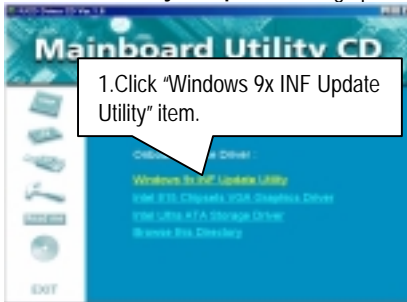 Mainboard Utility CD
1.Click “Windows 9x INF Update
Utility” item.
Driver :
Windows 9x INF Update Utility
Intel 815 Chipsets VGA Graphics Driver
Intel Ultra ATA Storage Driver
Browse this Directory
EXIT